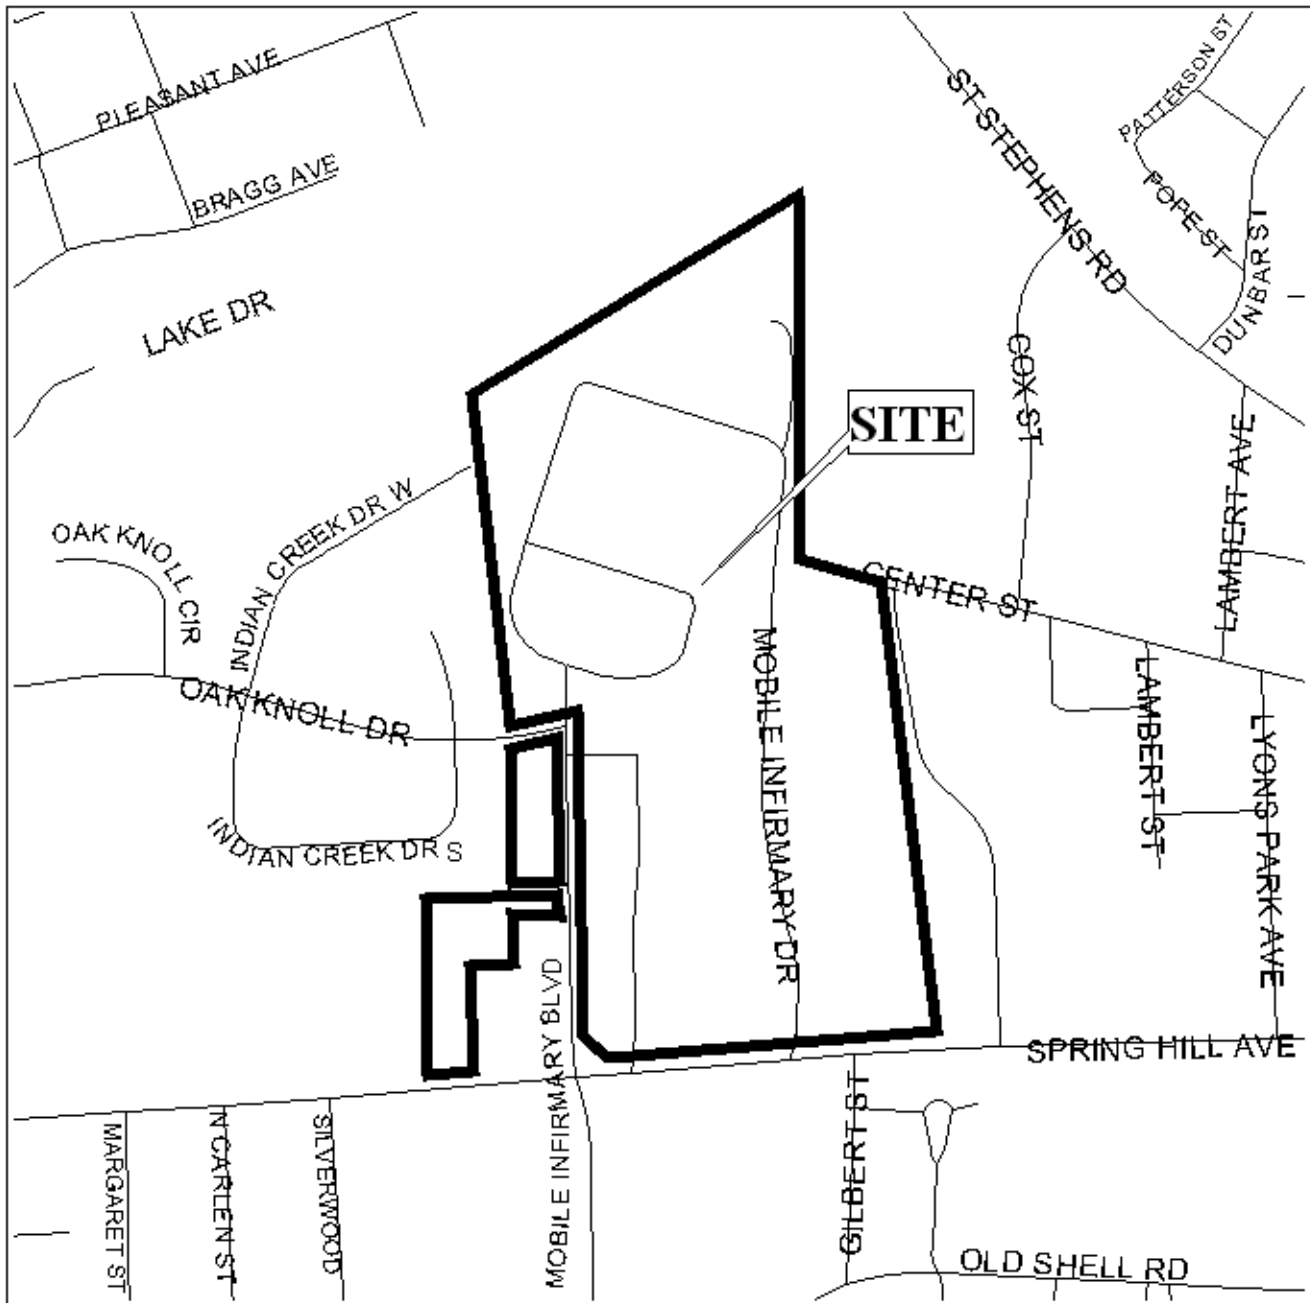 PLEASANT AVE
BRAGG AVE
LAKE DR
ST STEPHENS RD
PATTERSON ST
POPE ST
DUNBAR ST
COX ST
SITE
LAMBERT AVE
INDIAN CREEK DR W
OAK KNOLL CIR
CENTER ST
OAK KNOLL DR
MOBILE INFIRMARY DR
LAMBERT ST
LYONS PARK AVE
INDIAN CREEK DR S
MOBILE INFIRMARY BLVD
SPRING HILL AVE
MARGARET ST
N CARLEN ST
SILVERWOOD
GILBERT ST
OLD SHELL RD